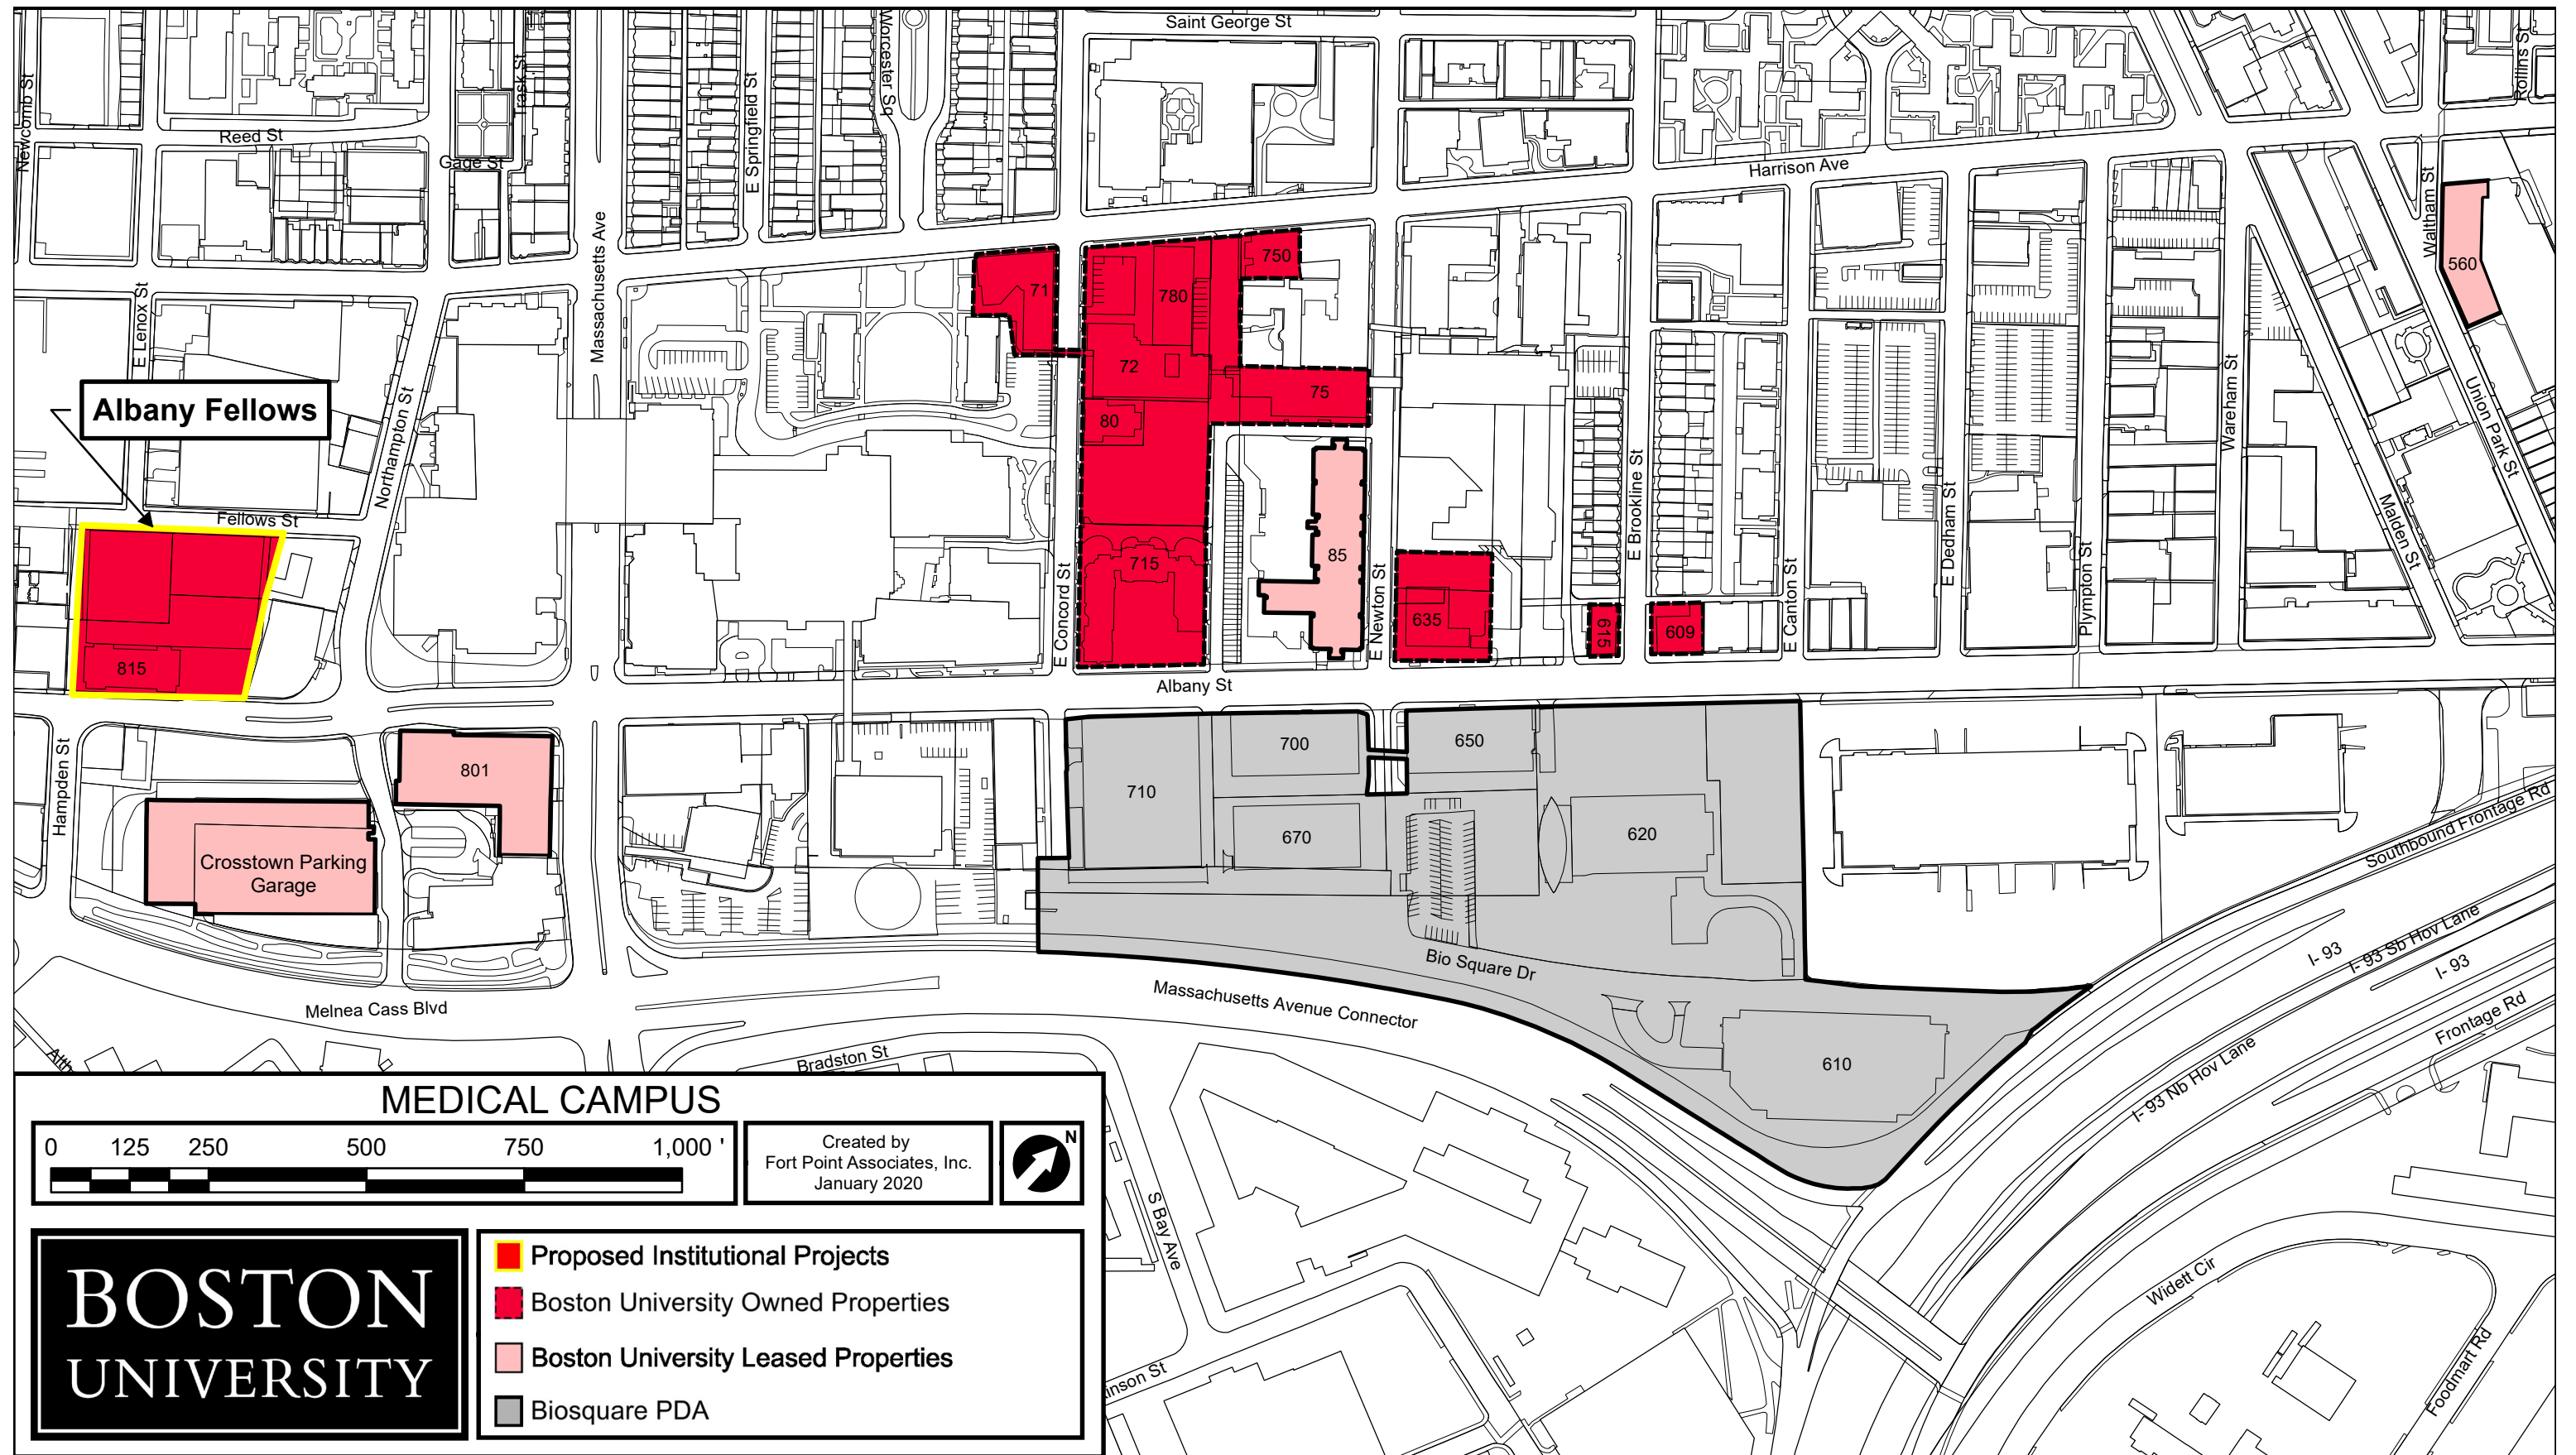 Saint George St
Rollins St
Newcomb St
Trask St
Worcester Sq
E Springfield St
Reed St
Gage St
Harrison Ave
Waltham St
Massachusetts Ave
750
71
780
560
E Lenox St
72
75
80
Albany Fellows
Northampton St
Wareham St
Union Park St
Fellows St
E Brookline St
E Dedham St
Malden St
715
85
E Concord St
E Newton St
E Canton St
Plympton St
635
615
609
815
Albany St
Hampden St
801
710
700
650
670
620
Crosstown Parking
Garage
Southbound Frontage Rd
I- 93
I- 93 Sb Hov Lane
I- 93
Bio Square Dr
Massachusetts Avenue Connector
Melnea Cass Blvd
Frontage Rd
Bradston St
610
I- 93 Nb Hov Lane
S Bay Ave
Widett Cir
Foodmart Rd
MEDICAL CAMPUS
0 125 250 500 750 1,000 '
Created by
Fort Point Associates, Inc.
January 2020
N
BOSTON
UNIVERSITY
Proposed Institutional Projects
Boston University Owned Properties
Boston University Leased Properties
Biosquare PDA